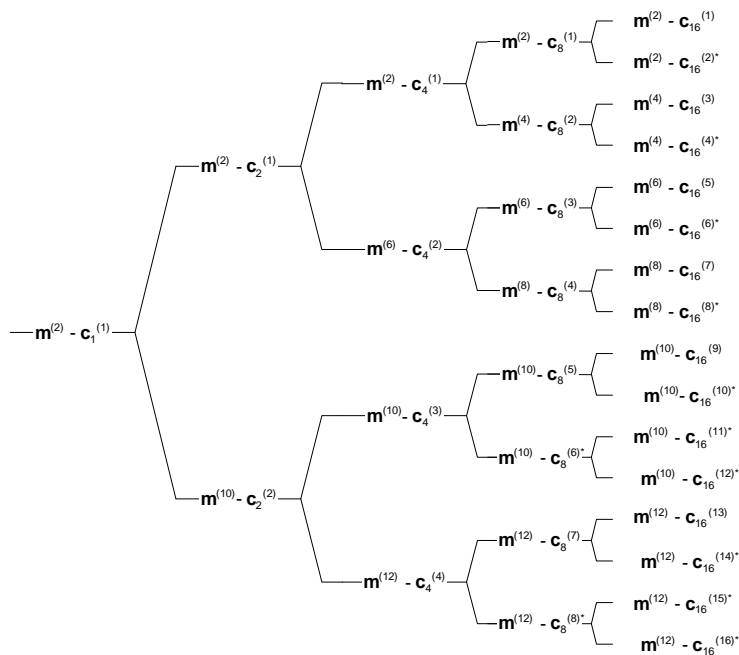 m(2) - c1(1)
m(2) - c2(1)
m(10) - c2(2)
m(2) - c4(1)
m(6) - c4(2)
m(10) - c4(3)
m(12) - c4(4)
m(2) - c8(1)
m(4) - c8(2)
m(6) - c8(3)
m(8) - c8(4)
m(10) - c8(5)
m(10) - c8(6)*
m(12) - c8(7)
m(12) - c8(8)*
m(2) - c16(1)
m(2) - c16(2)*
m(4) - c16(3)
m(4) - c16(4)*
m(6) - c16(5)
m(6) - c16(6)*
m(8) - c16(7)
m(8) - c16(8)*
m(10) - c16(9)
m(10) - c16(10)*
m(10) - c16(11)*
m(10) - c16(12)*
m(12) - c16(13)
m(12) - c16(14)*
m(12) - c16(15)*
m(12) - c16(16)*